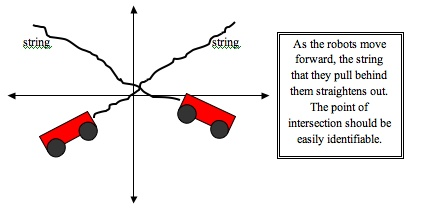 string
string
As the robots move
forward, the string
that they pull behind
them straightens out.
The point of
intersection should be
easily identifiable.